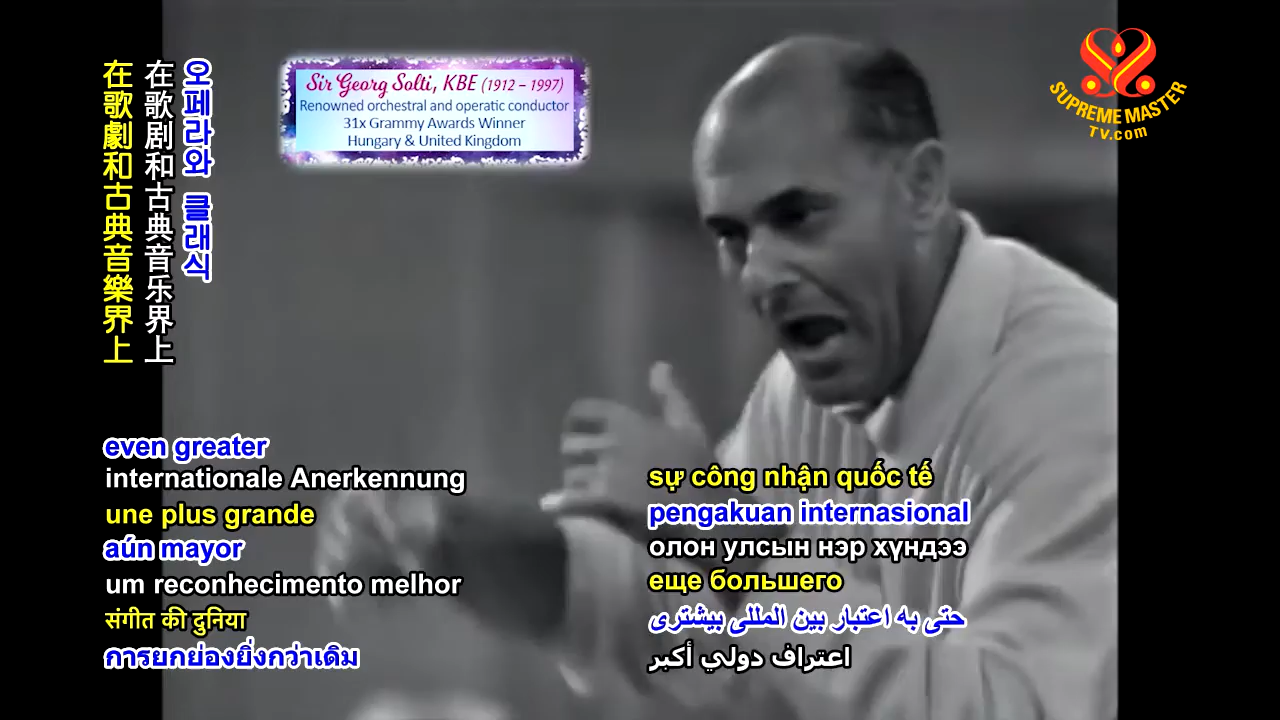 在歌劇和古典音樂界上
在歌剧和古典音乐界上
오페라와 클래식
Sir Georg Solti, KBE (1912 – 1997)
Renowned orchestral and operatic conductor
31x Grammy Awards Winner
Hungary & United Kingdom
SUPREME MASTER
TV.com
even greater
internationale Anerkennung
une plus grande
aún mayor
um reconhecimento melhor
संगीत की दुनिया
การยกย่องยิ่งกว่าเดิม
sự công nhận quốc tế
pengakuan internasional
олон улсын нэр хүндээ
еще большего
حتی به اعتبار بین المللی بیشتری
اعتراف دولي أكبر